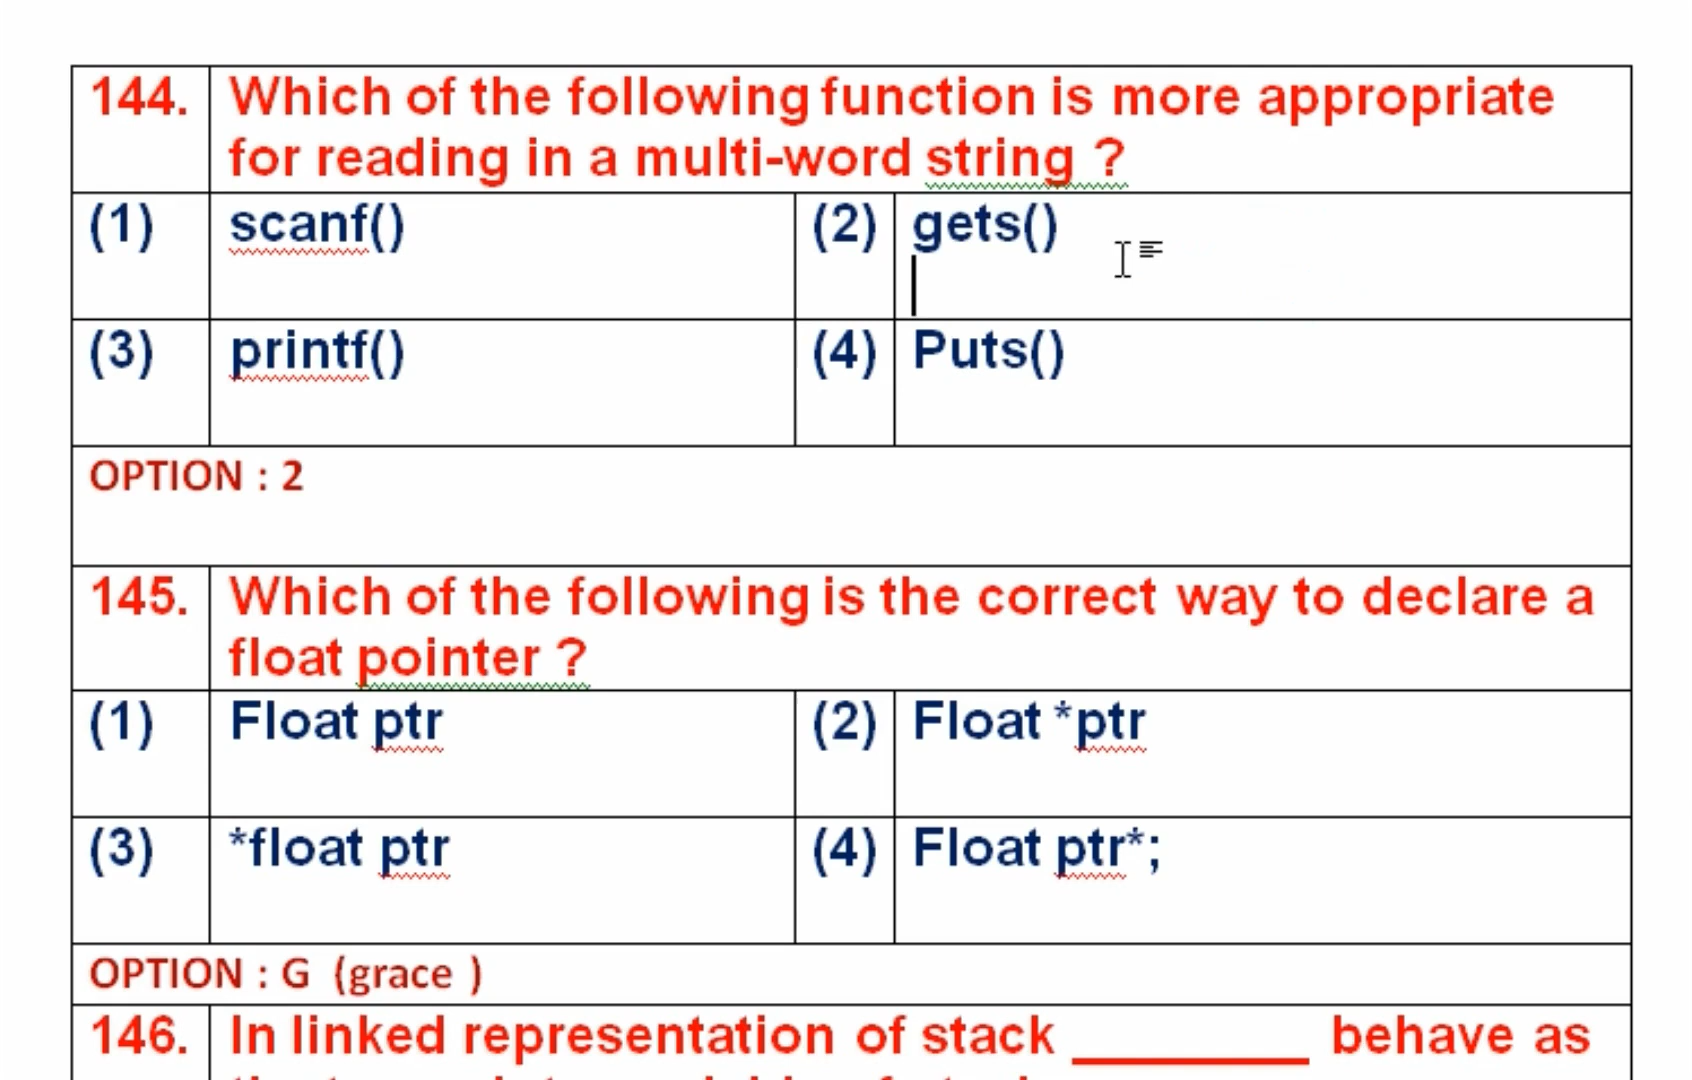 144. Which of the following function is more appropriate
for reading in a multi-word string ?
(1) scanf() (2) gets()
(3) printf() (4) Puts()
OPTION : 2
145. Which of the following is the correct way to declare a
float pointer ?
(1) Float ptr (2) Float *ptr
(3) *float ptr (4) Float ptr*;
OPTION : G (grace )
146. In linked representation of stack ________ behave as